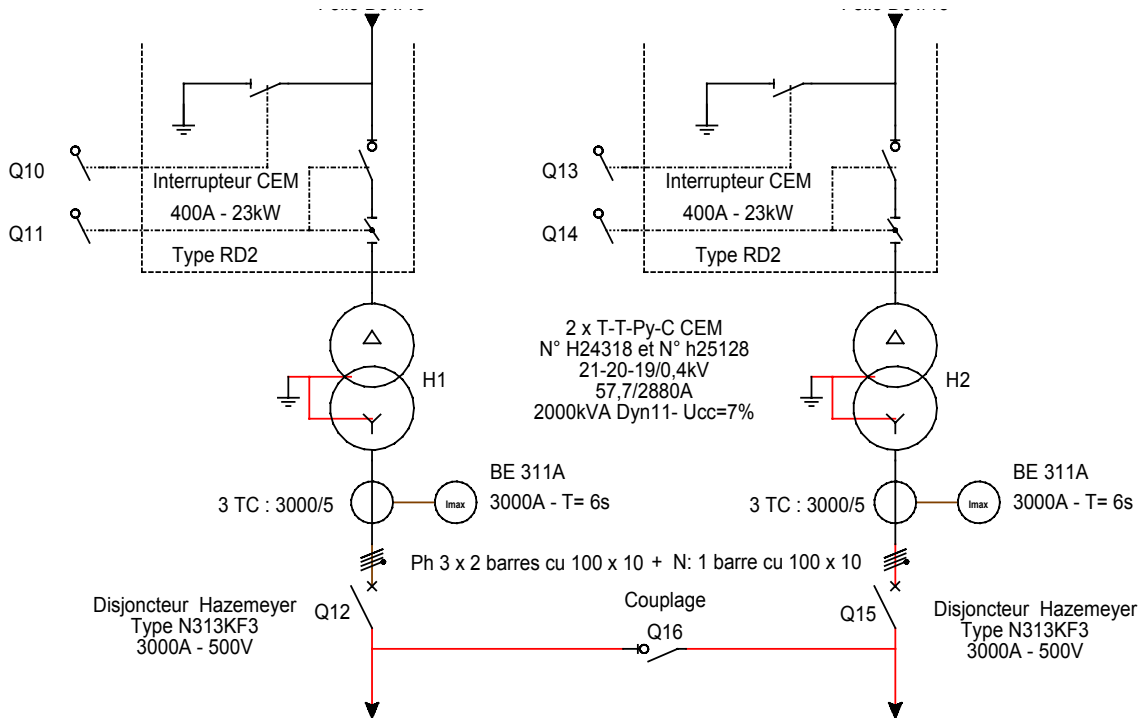 Q10
Interrupteur CEM
400A - 23kW
Q11
Type RD2
Q13
Interrupteur CEM
400A - 23kW
Q14
Type RD2
2 x T-T-Py-C CEM
N° H24318 et N° h25128
21-20-19/0,4kV
57,7/2880A
2000kVA Dyn11- Ucc=7%
H1
H2
3 TC : 3000/5
Imax
BE 311A
3000A - T= 6s
3 TC : 3000/5
Imax
BE 311A
3000A - T= 6s
Ph 3 x 2 barres cu 100 x 10 + N: 1 barre cu 100 x 10
Disjoncteur Hazemeyer
Type N313KF3
3000A - 500V
Q12
Couplage
Q16
Q15
Disjoncteur Hazemeyer
Type N313KF3
3000A - 500V